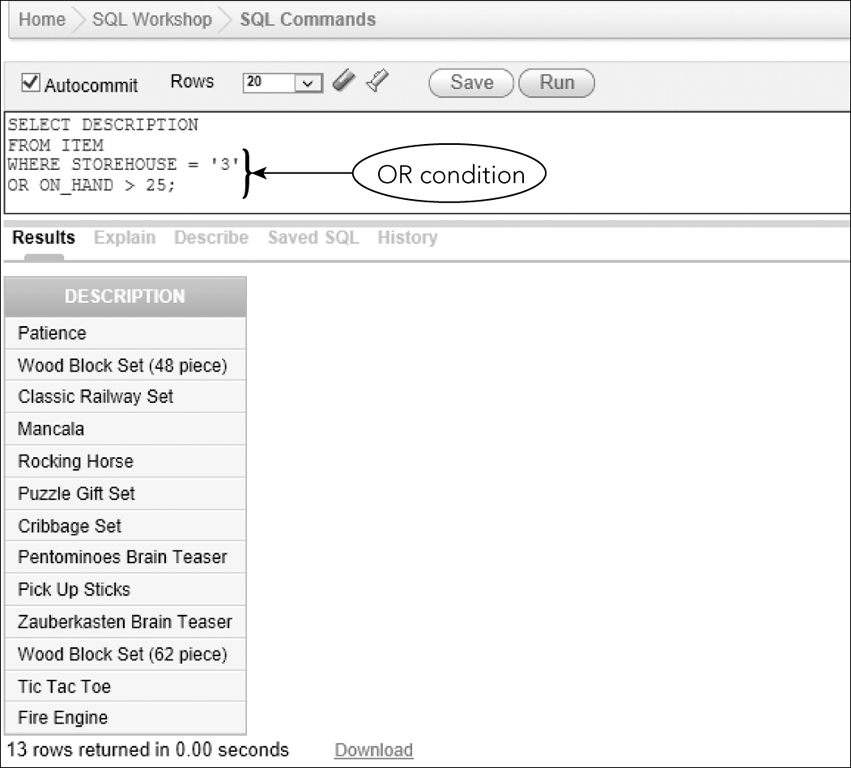 Home SQL Workshop SQL Commands
Autocommit Rows 20 Save Run
SELECT DESCRIPTION
FROM ITEM
WHERE STOREHOUSE = '3'
OR ON_HAND > 25;
OR condition
Results Explain Describe Saved SQL History
DESCRIPTION
Patience
Wood Block Set (48 piece)
Classic Railway Set
Mancala
Rocking Horse
Puzzle Gift Set
Cribbage Set
Pentominoes Brain Teaser
Pick Up Sticks
Zauberkasten Brain Teaser
Wood Block Set (62 piece)
Tic Tac Toe
Fire Engine
13 rows returned in 0.00 seconds Download